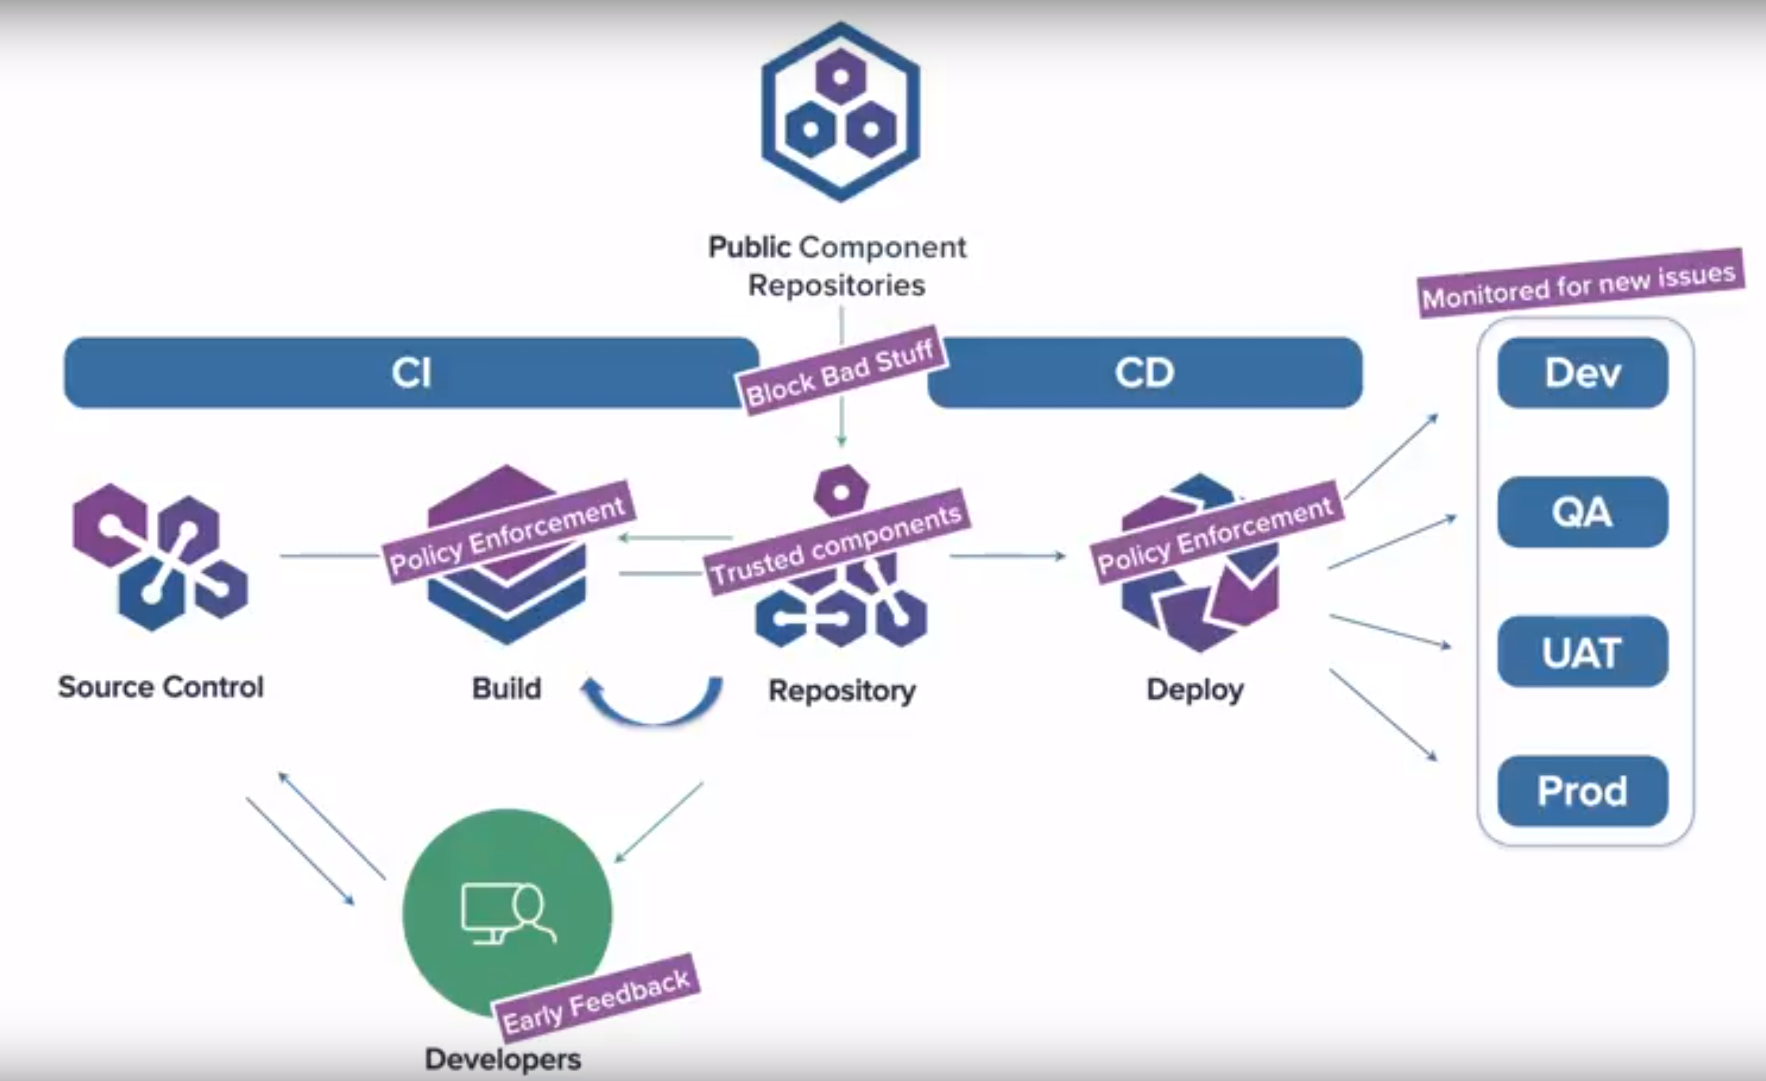 Public Component
Repositories
Monitored for new issues
CI
Block Bad Stuff
CD
Dev
QA
UAT
Prod
Policy Enforcement
Trusted components
Policy Enforcement
Source Control
Build
Repository
Deploy
Early Feedback
Developers